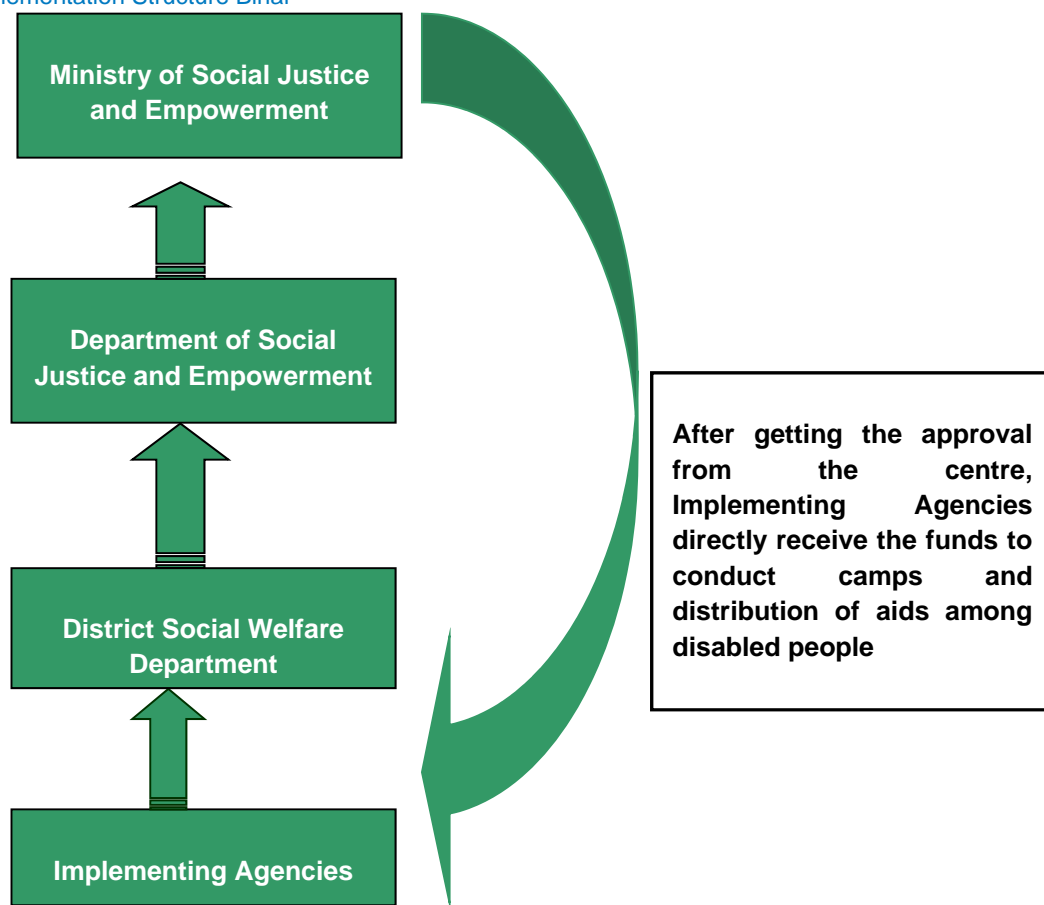 Structure Bihar
Ministry of Social Justice
and Empowerment
Department of Social
Justice and Empowerment
District Social Welfare
Department
Implementing Agencies
After getting the approval
from the centre,
Implementing Agencies
directly receive the funds to
conduct camps and
distribution of aids among
disabled people